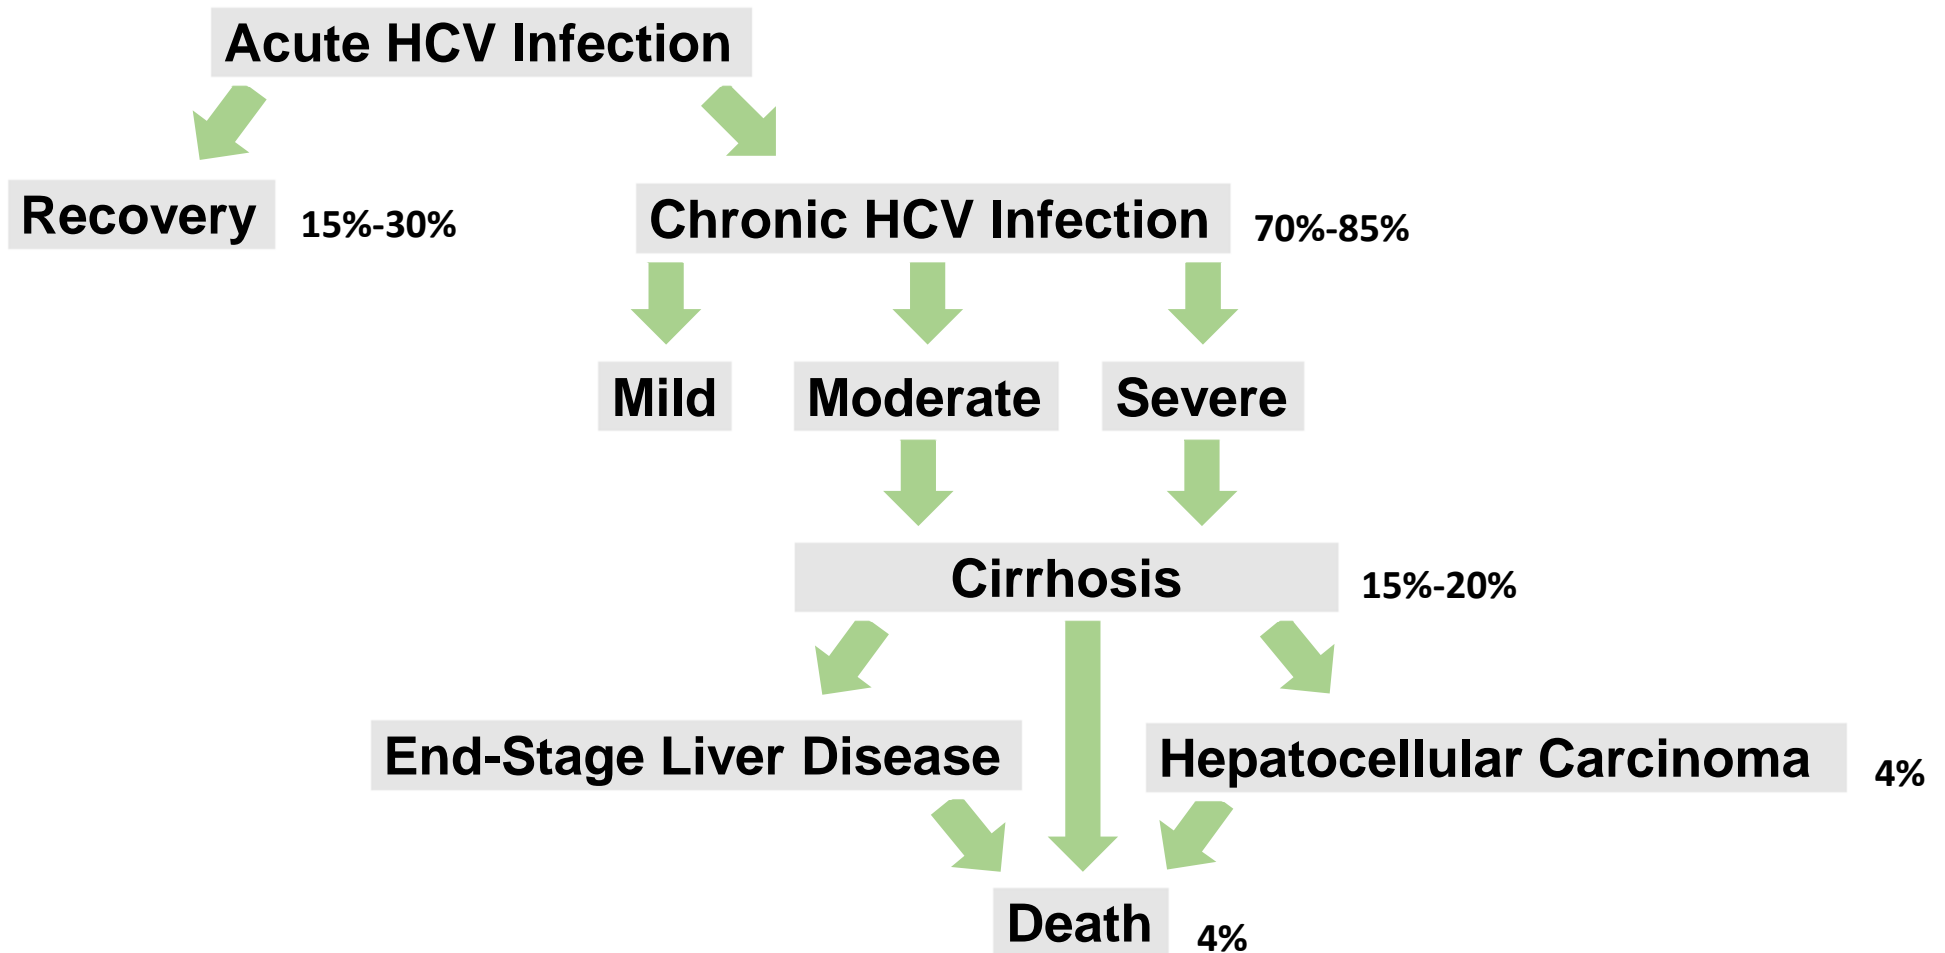 Acute HCV Infection
Recovery 15%-30%
Chronic HCV Infection 70%-85%
Mild
Moderate
Severe
Cirrhosis 15%-20%
End-Stage Liver Disease
Hepatocellular Carcinoma 4%
Death 4%